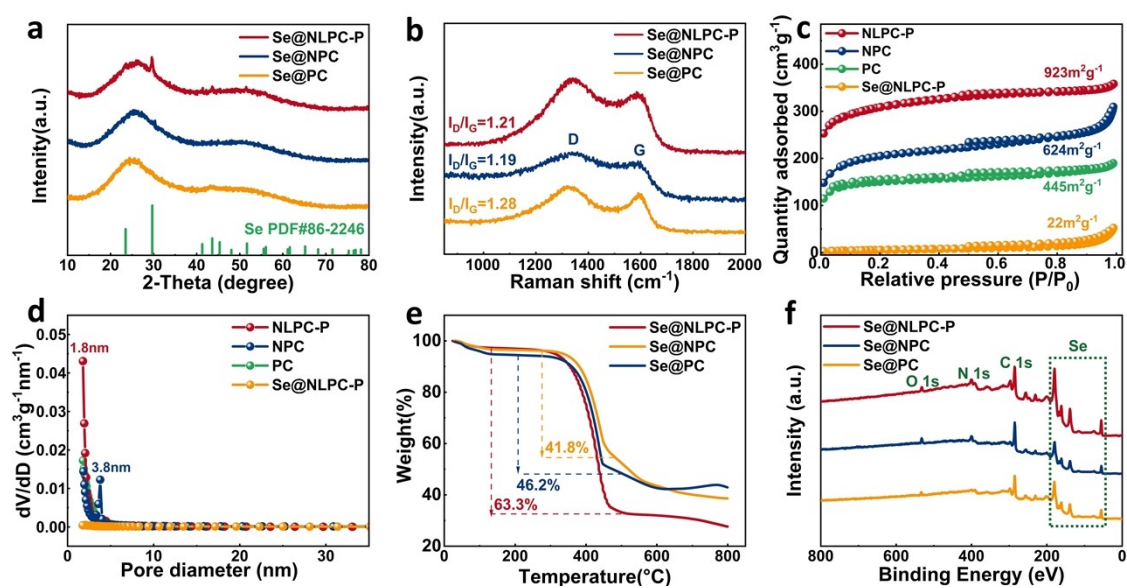 a
Se@NLPC-P
Se@NPC
Se@PC
Intenity(a.u.)
Se PDF#86-2246
10 20 30 40 50 60 70 80
2-Theta (degree)
b
Se@NLPC-P
Se@NPC
Se@PC
Intensity(a.u.)
I_D/I_G=1.21
I_D/I_G=1.19
I_D/I_G=1.28
D
G
1000 1200 1400 1600 1800 2000
Raman shift (cm⁻¹)
c
NLPC-P
NPC
PC
Se@NLPC-P
Quantity adsorbed (cm³g⁻¹)
400
300
200
100
0
923m²g⁻¹
624m²g⁻¹
445m²g⁻¹
22m²g⁻¹
0.0 0.2 0.4 0.6 0.8 1.0
Relative pressure (P/P₀)
d
NLPC-P
NPC
PC
Se@NLPC-P
dV/dD (cm³g⁻¹nm⁻¹)
0.05
0.04
0.03
0.02
0.01
0.00
1.8nm
3.8nm
0 10 20 30
Pore diameter (nm)
e
Se@NLPC-P
Se@NPC
Se@PC
Weight(%)
100
80
60
40
20
41.8%
46.2%
63.3%
0 200 400 600 800
Temperature(°C)
f
Se@NLPC-P
Se@NPC
Se@PC
Intensity (a.u.)
O 1s
N 1s
C 1s
Se
800 600 400 200 0
Binding Energy (eV)